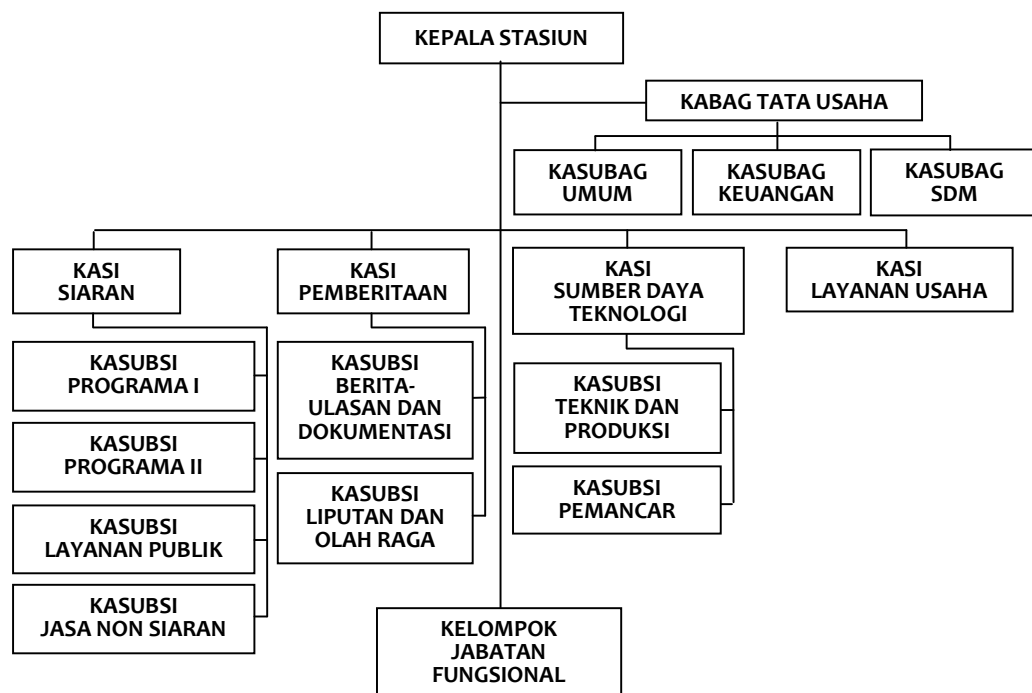 KEPALA STASIUN
KABAG TATA USAHA
KASUBAG
UMUM
KASUBAG
KEUANGAN
KASUBAG
SDM
KASI
SIARAN
KASI
PEMBERITAAN
KASI
SUMBER DAYA
TEKNOLOGI
KASI
LAYANAN USAHA
KASUBSI
PROGRAMA I
KASUBSI
PROGRAMA II
KASUBSI
LAYANAN PUBLIK
KASUBSI
JASA NON SIARAN
KASUBSI
BERITA-
ULASAN DAN
DOKUMENTASI
KASUBSI
LIPUTAN DAN
OLAH RAGA
KASUBSI
TEKNIK DAN
PRODUKSI
KASUBSI
PEMANCAR
KELOMPOK
JABATAN
FUNGSIONAL